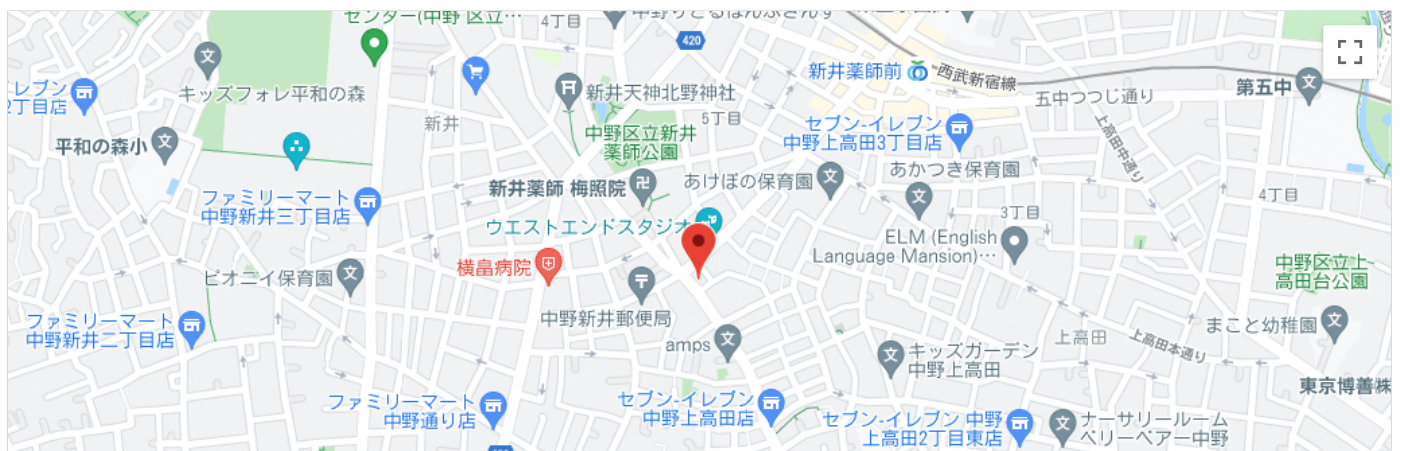 センター(中野 区立…
4丁目
420
新井薬師前
西武新宿線
五中つつじ通り
第五中
キッズフォレ平和の森
新井天神北野神社
5丁目
イレブン
2丁目店
新井
中野区立新井
薬師公園
セブン-イレブン
中野上高田3丁目店
上高田中通り
平和の森小
新井薬師 梅照院
あけぼの保育園
あかつき保育園
4丁目
ファミリーマート
中野新井三丁目店
ウエストエンドスタジオ
3丁目
ELM (English
Language Mansion)…
横畠病院
ピオニイ保育園
中野区立上
高田台公園
中野新井郵便局
ファミリーマート
中野新井二丁目店
amps
キッズガーデン
中野上高田
上高田
上高田本通り
まこと幼稚園
東京博善株
ファミリーマート
中野通り店
セブン-イレブン
中野上高田店
セブン-イレブン 中野
上高田2丁目東店
ナーサリールーム
ベリーベアー中野